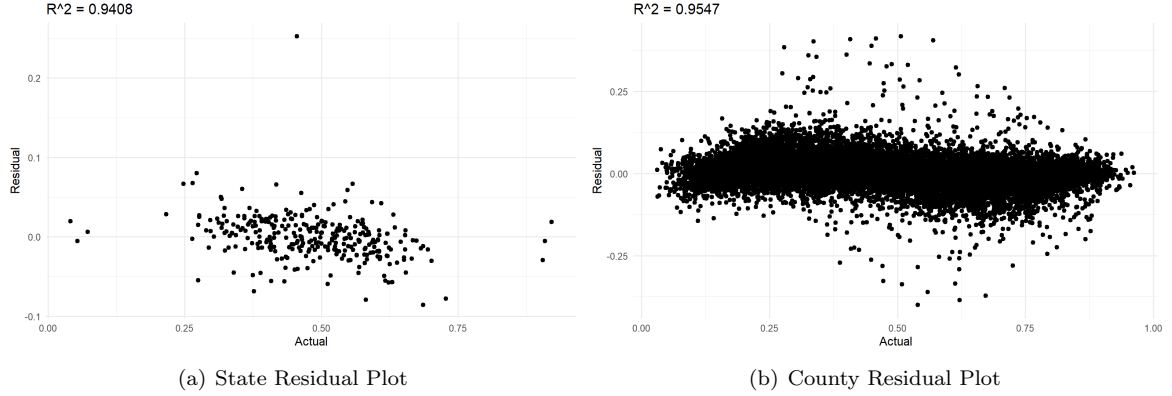 R^2 = 0.9408
0.2
0.1
0.0
-0.1
Residual
0.00
0.25
0.50
0.75
Actual
(a) State Residual Plot
R^2 = 0.9547
0.25
0.00
-0.25
Residual
0.00
0.25
0.50
0.75
1.00
Actual
(b) County Residual Plot